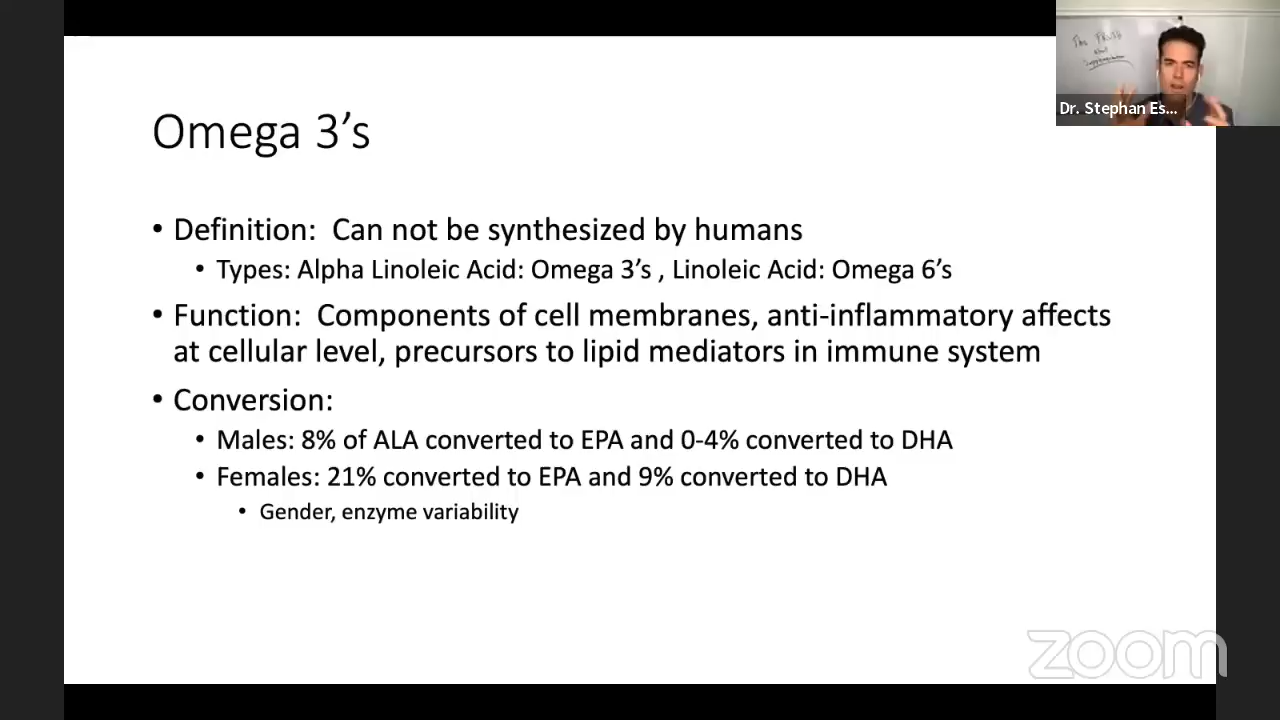 Omega 3's
• Definition: Can not be synthesized by humans
• Types: Alpha Linoleic Acid: Omega 3's , Linoleic Acid: Omega 6's
• Function: Components of cell membranes, anti-inflammatory affects
at cellular level, precursors to lipid mediators in immune system
• Conversion:
• Males: 8% of ALA converted to EPA and 0-4% converted to DHA
• Females: 21% converted to EPA and 9% converted to DHA
• Gender, enzyme variability
The
Dr. Stephan Es...
zoom